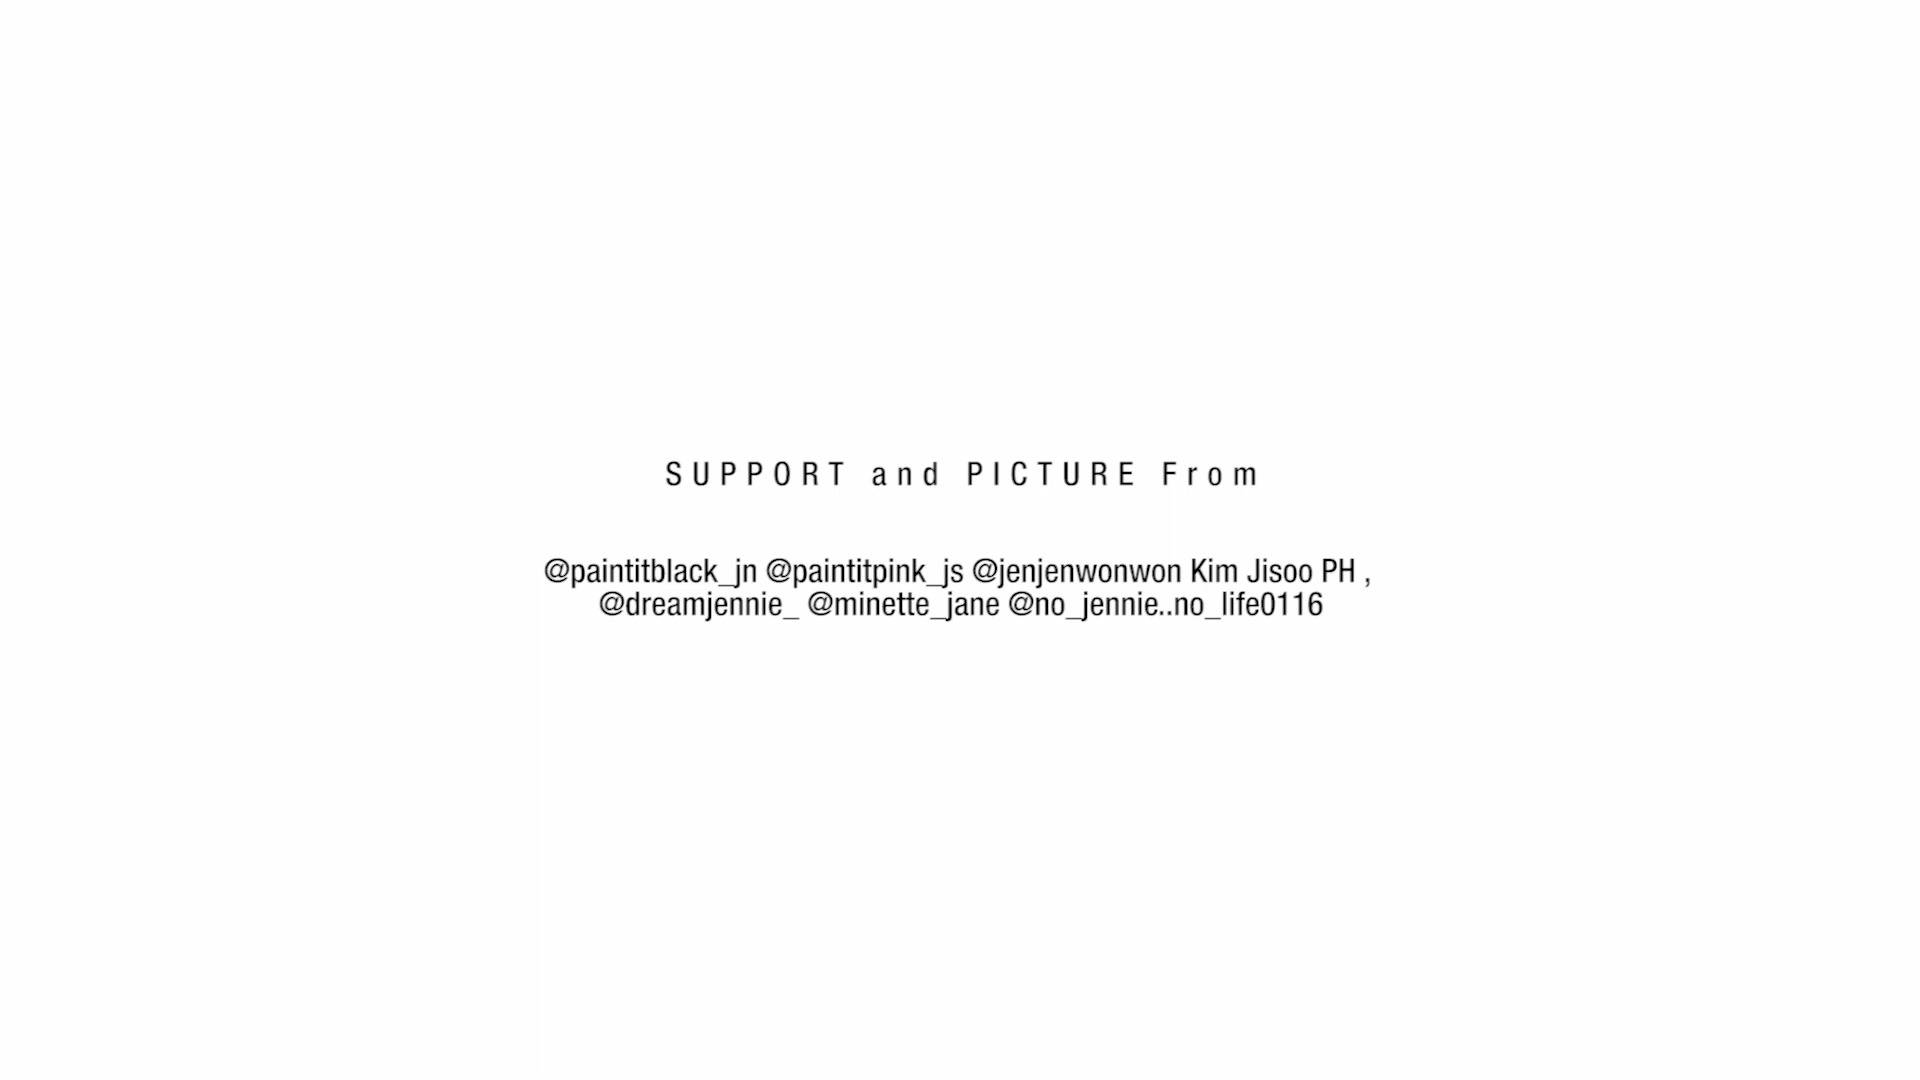 SUPPORT and PICTURE From
@paintitblack_jn @paintitpink_js @jenjenwonwon Kim Jisoo PH ,
@dreamjennie_ @minette_jane @no_jennie..no_life0116